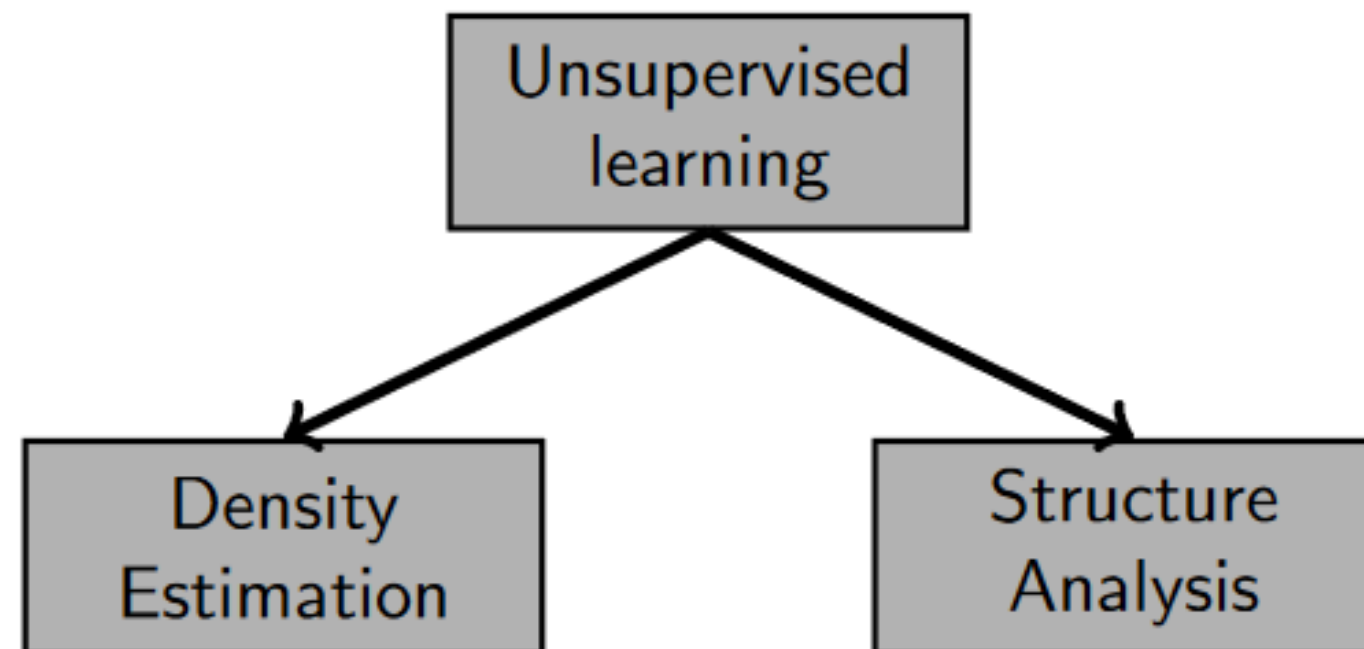 Unsupervised
learning
Density
Estimation
Structure
Analysis